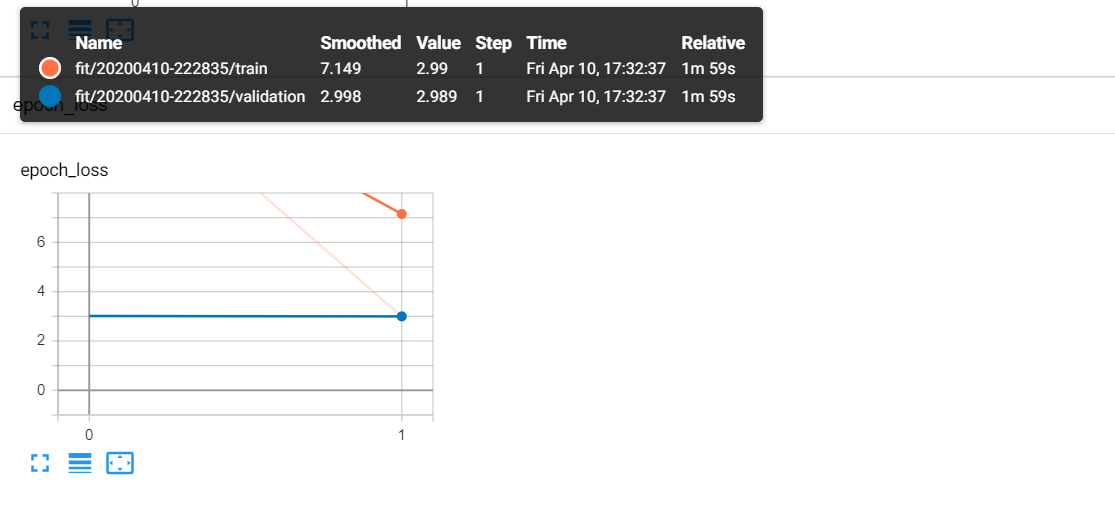 0 1
Name Smoothed Value Step Time Relative
fit/20200410-222835/train 7.149 2.99 1 Fri Apr 10, 17:32:37 1m 59s
fit/20200410-222835/validation 2.998 2.989 1 Fri Apr 10, 17:32:37 1m 59s
epoch_loss
epoch_loss
6
4
2
0
0 1